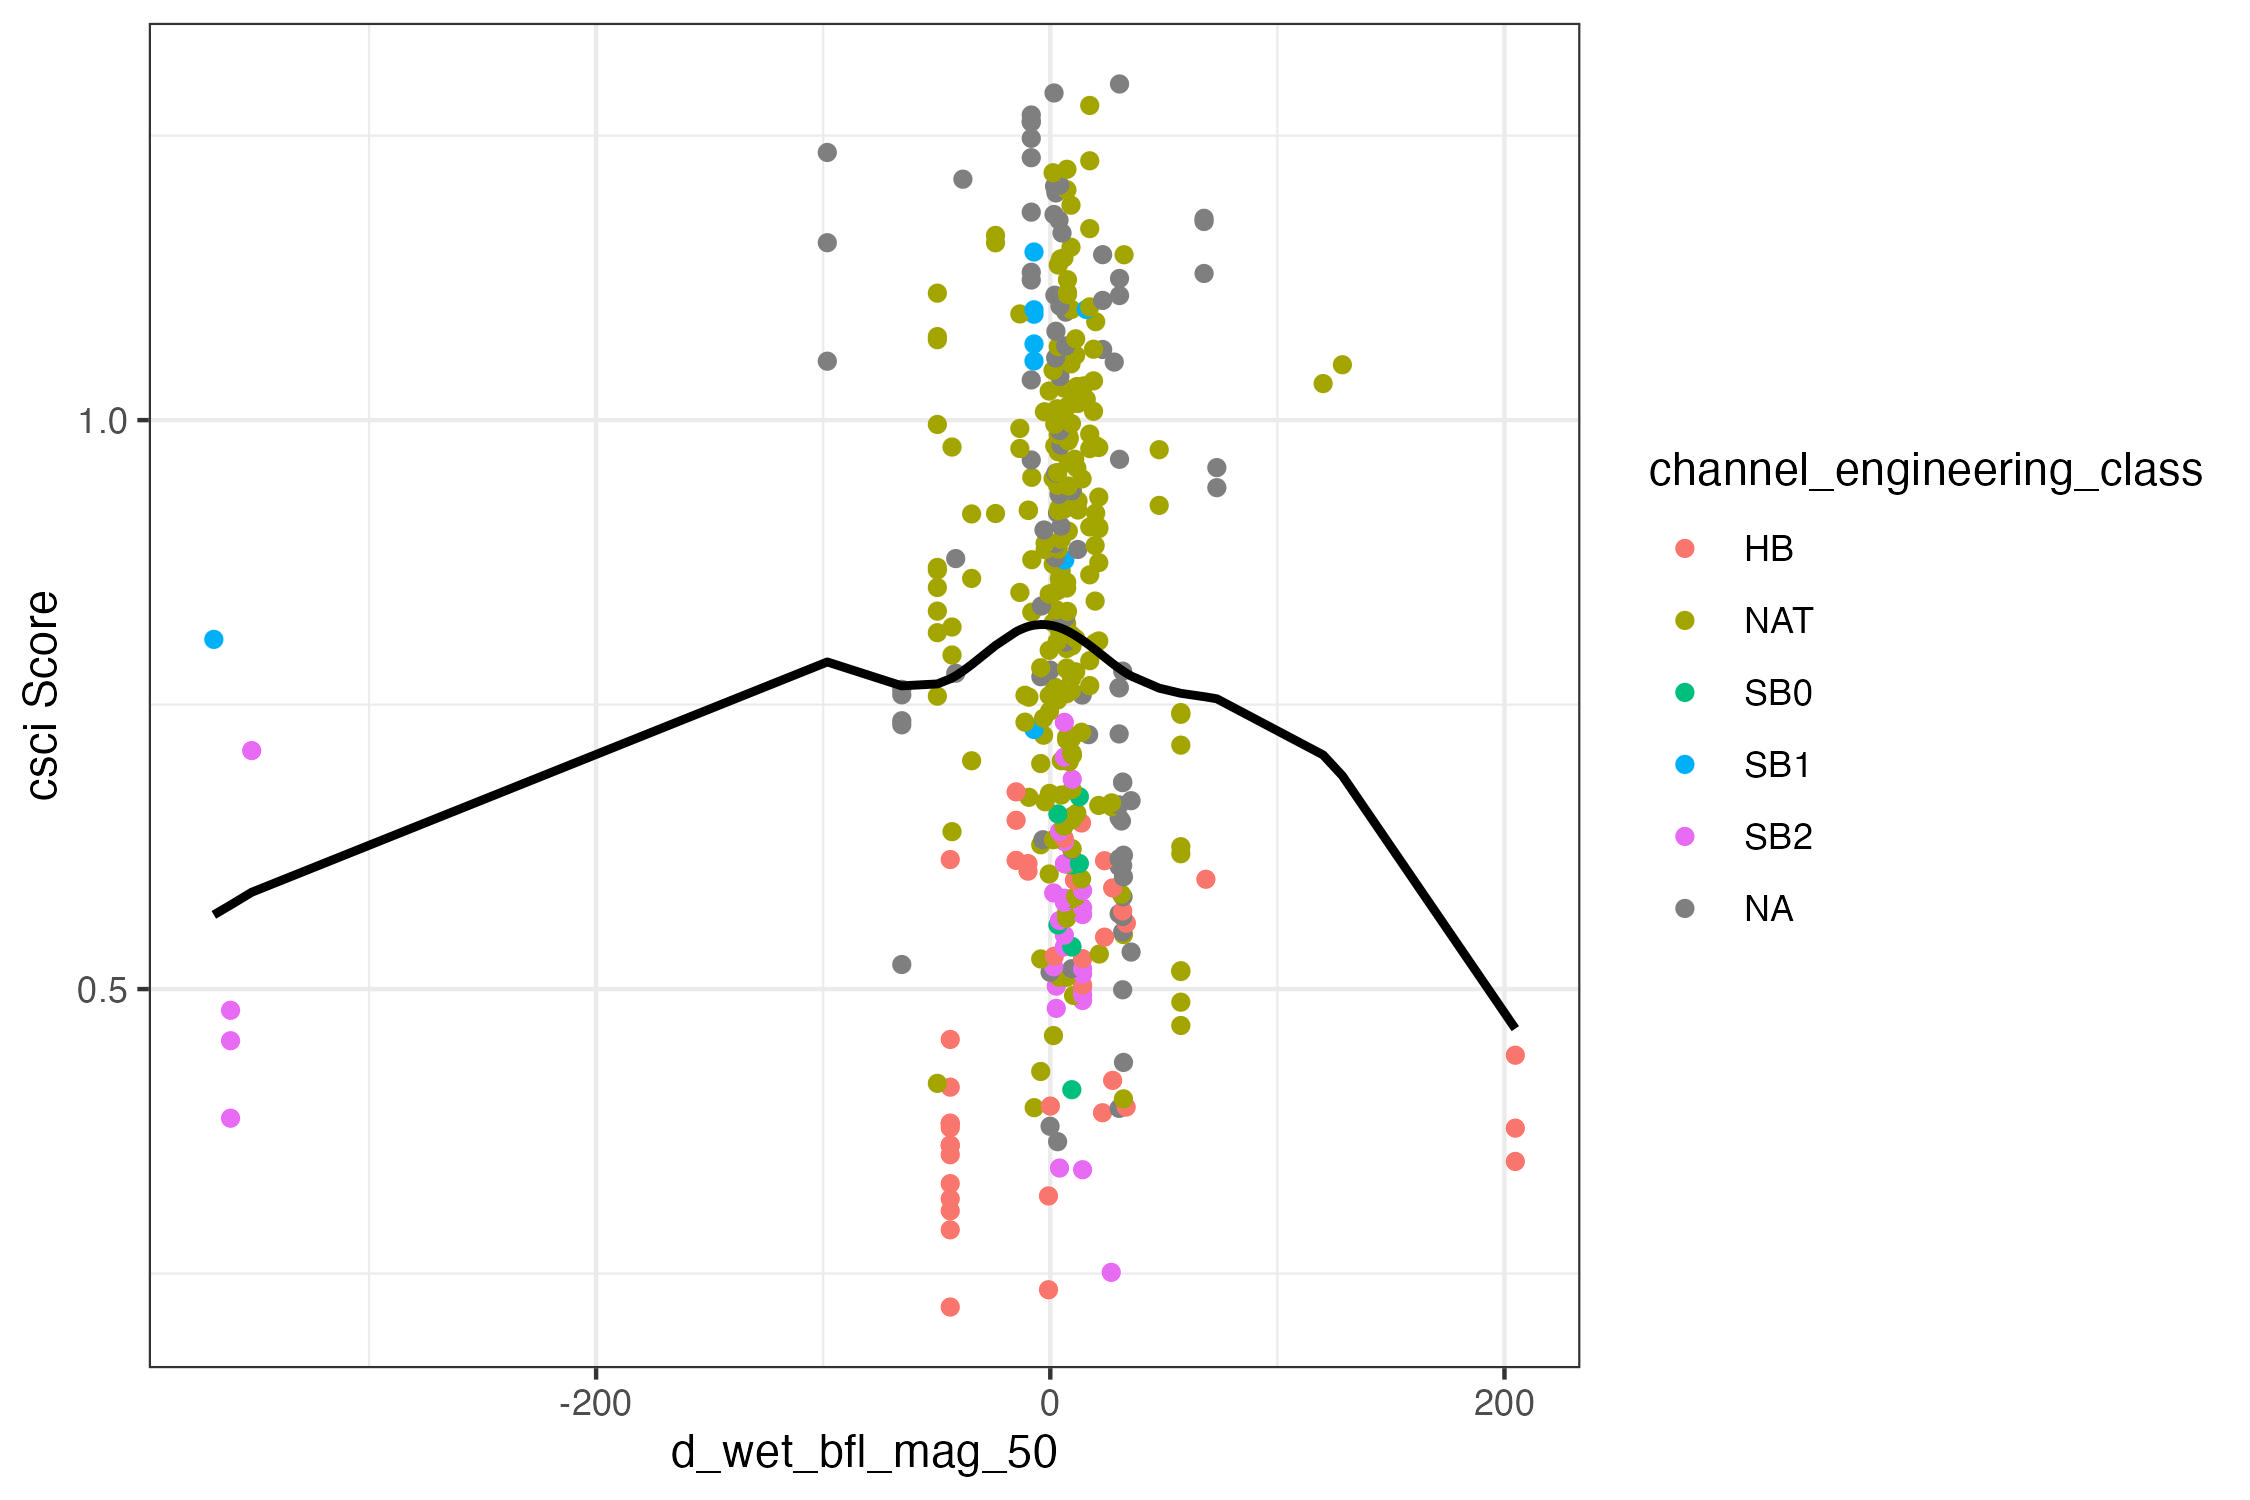 csci Score
1.0
0.5
-200
0
200
d_wet_bfl_mag_50
channel_engineering_class
HB
NAT
SB0
SB1
SB2
NA